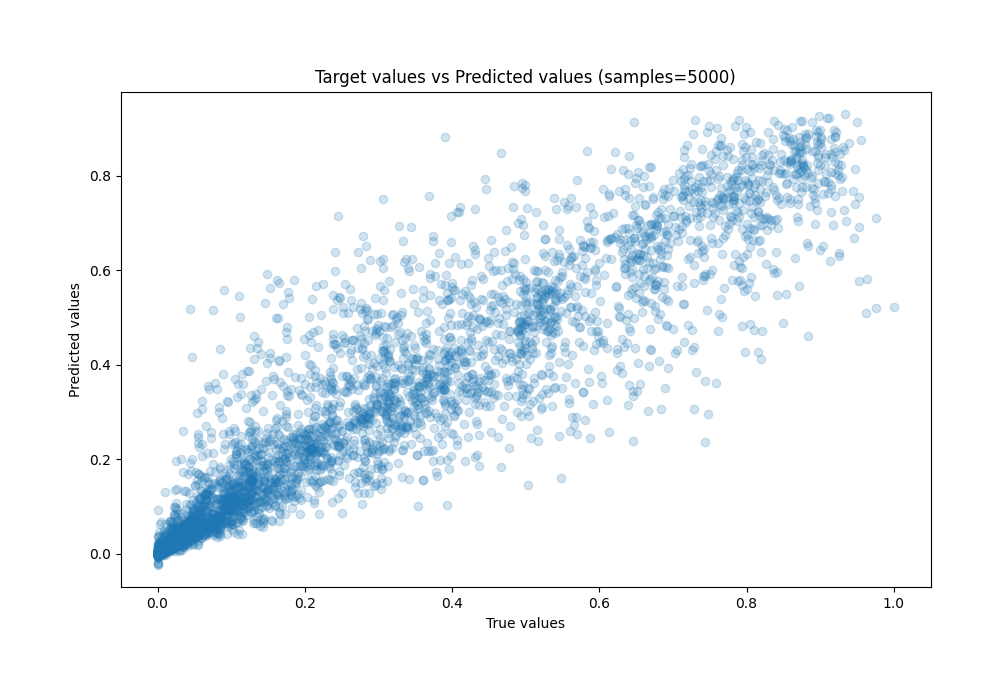 Target values vs Predicted values (samples=5000)
Predicted values
0.8
0.6
0.4
0.2
0.0
0.0 0.2 0.4 0.6 0.8 1.0
True values